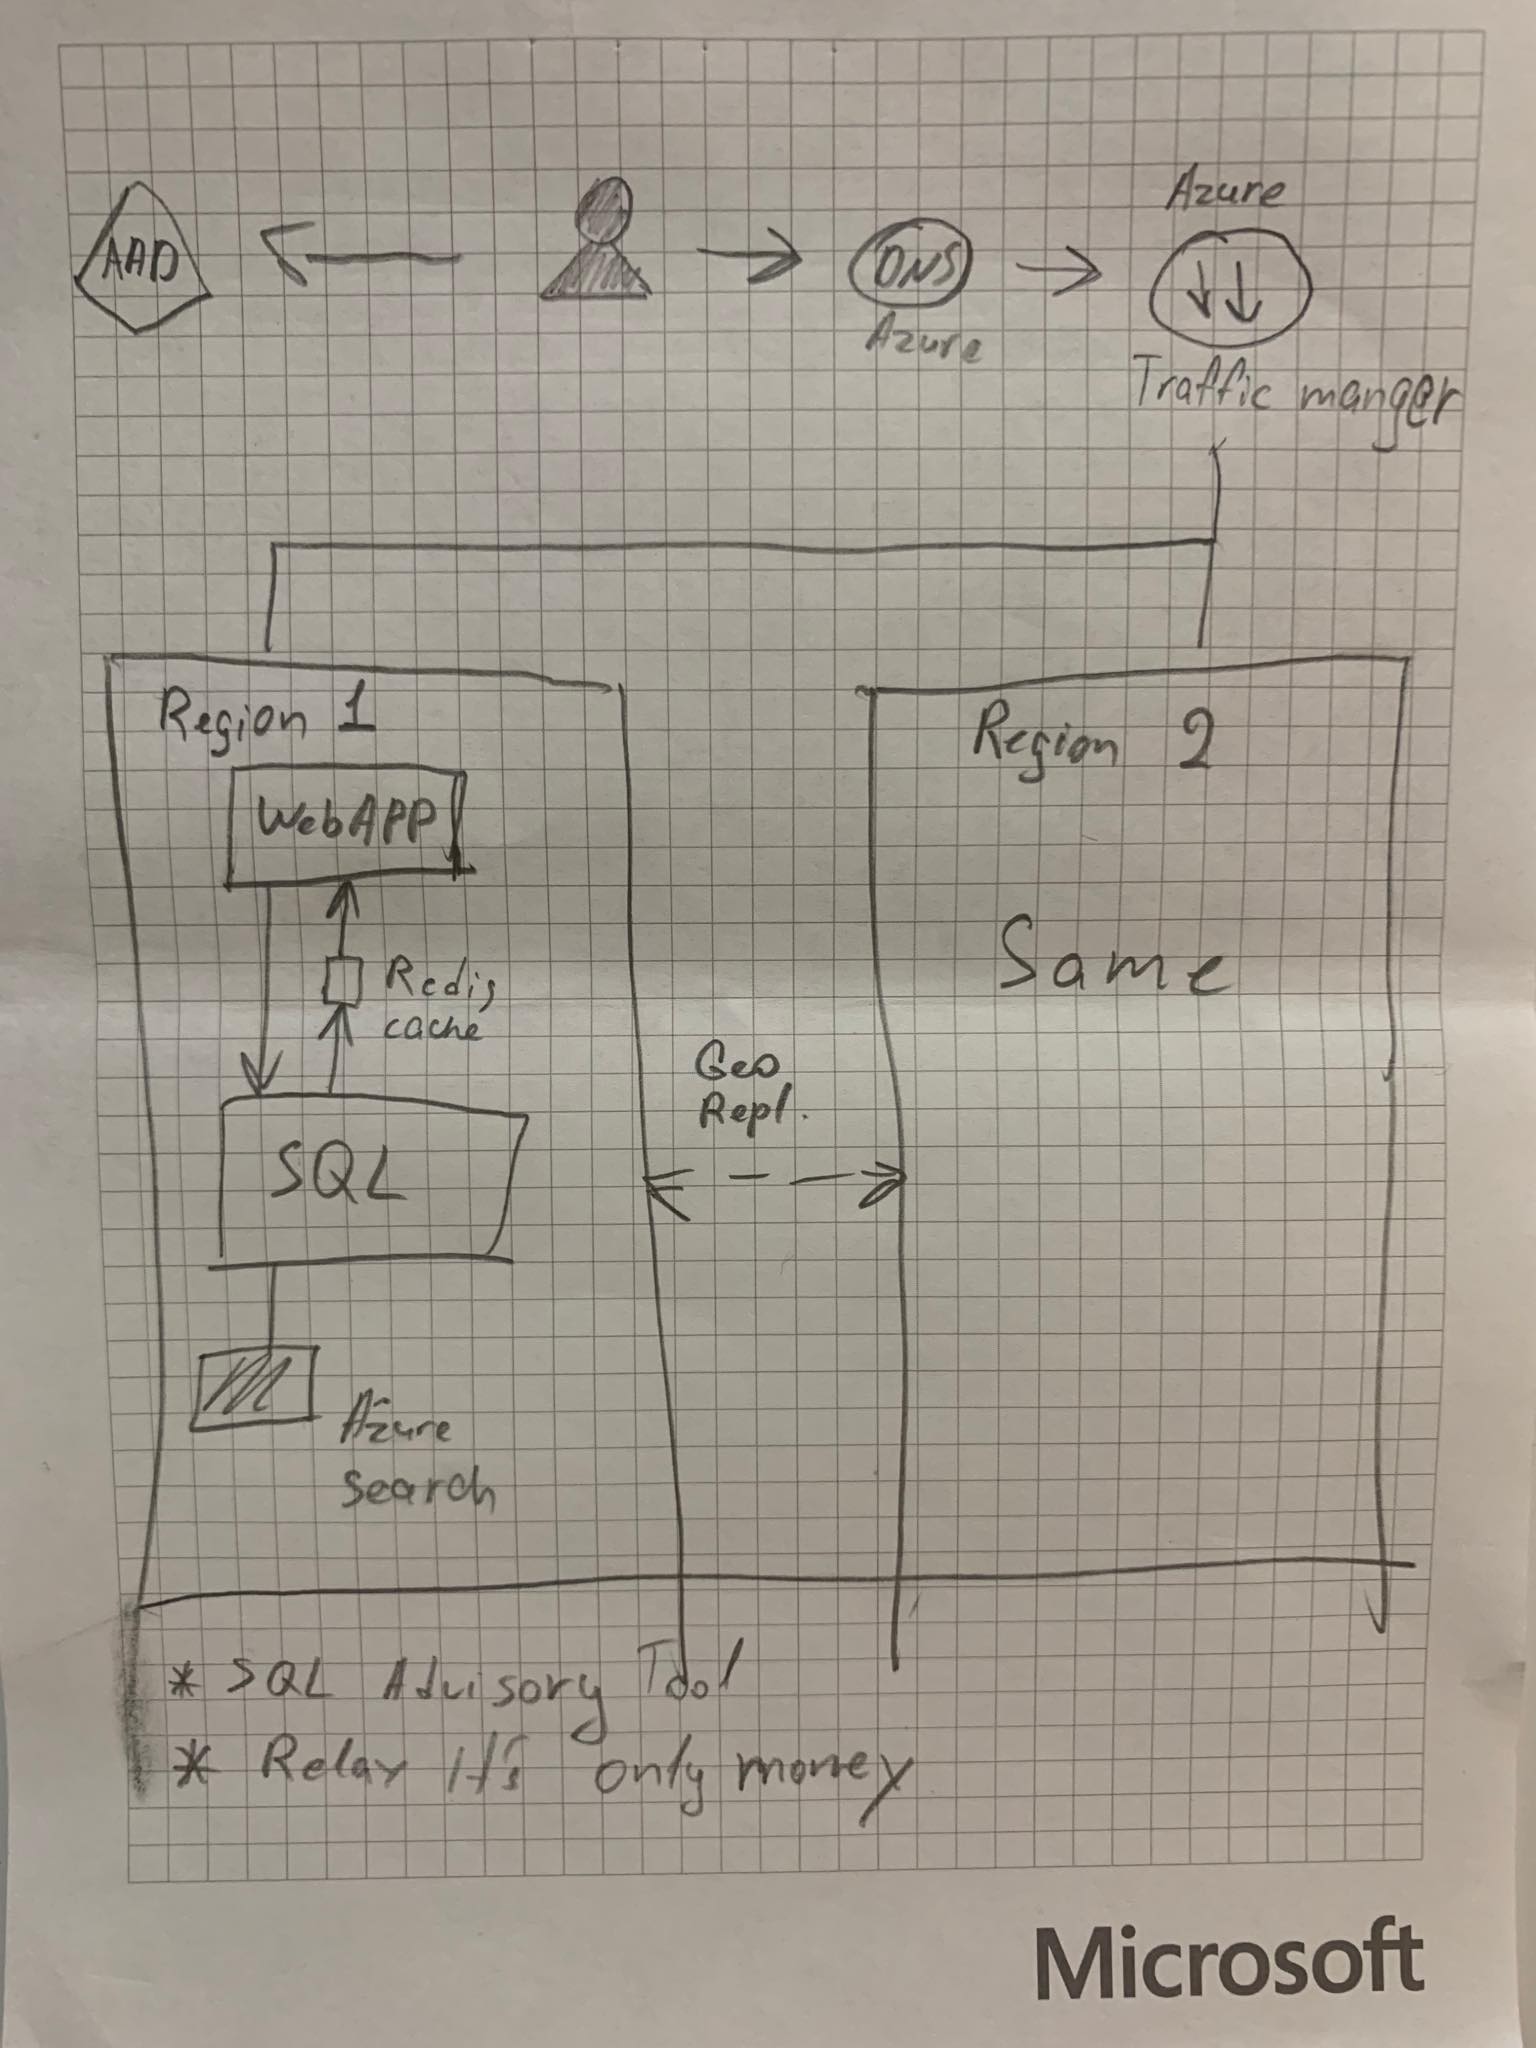 AAD
DNS
Azure
Azure
Traffic manger
Region 1
WebAPP
Redis
cache
SQL
Azure
search
Geo
Repl.
Region 2
Same
* SQL Advisory Tool
* Relax It's only money
Microsoft